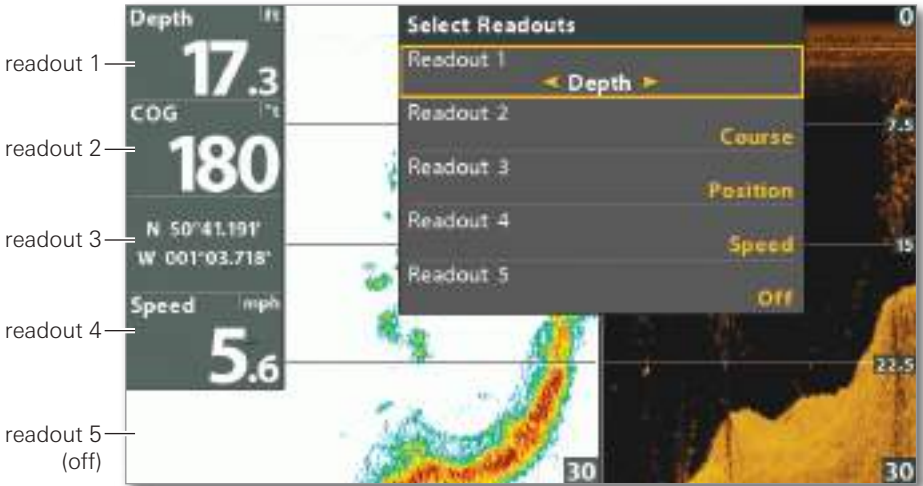 readout 1
readout 2
readout 3
readout 4
readout 5
(off)
Depth ft
17.3
COG °t
180
N 50°41.191'
W 001°03.718'
Speed mph
5.6
Select Readouts
Readout 1
◄ Depth ►
Readout 2
Course
Readout 3
Position
Readout 4
Speed
Readout 5
Off
30
0
7.5
15
22.5
30